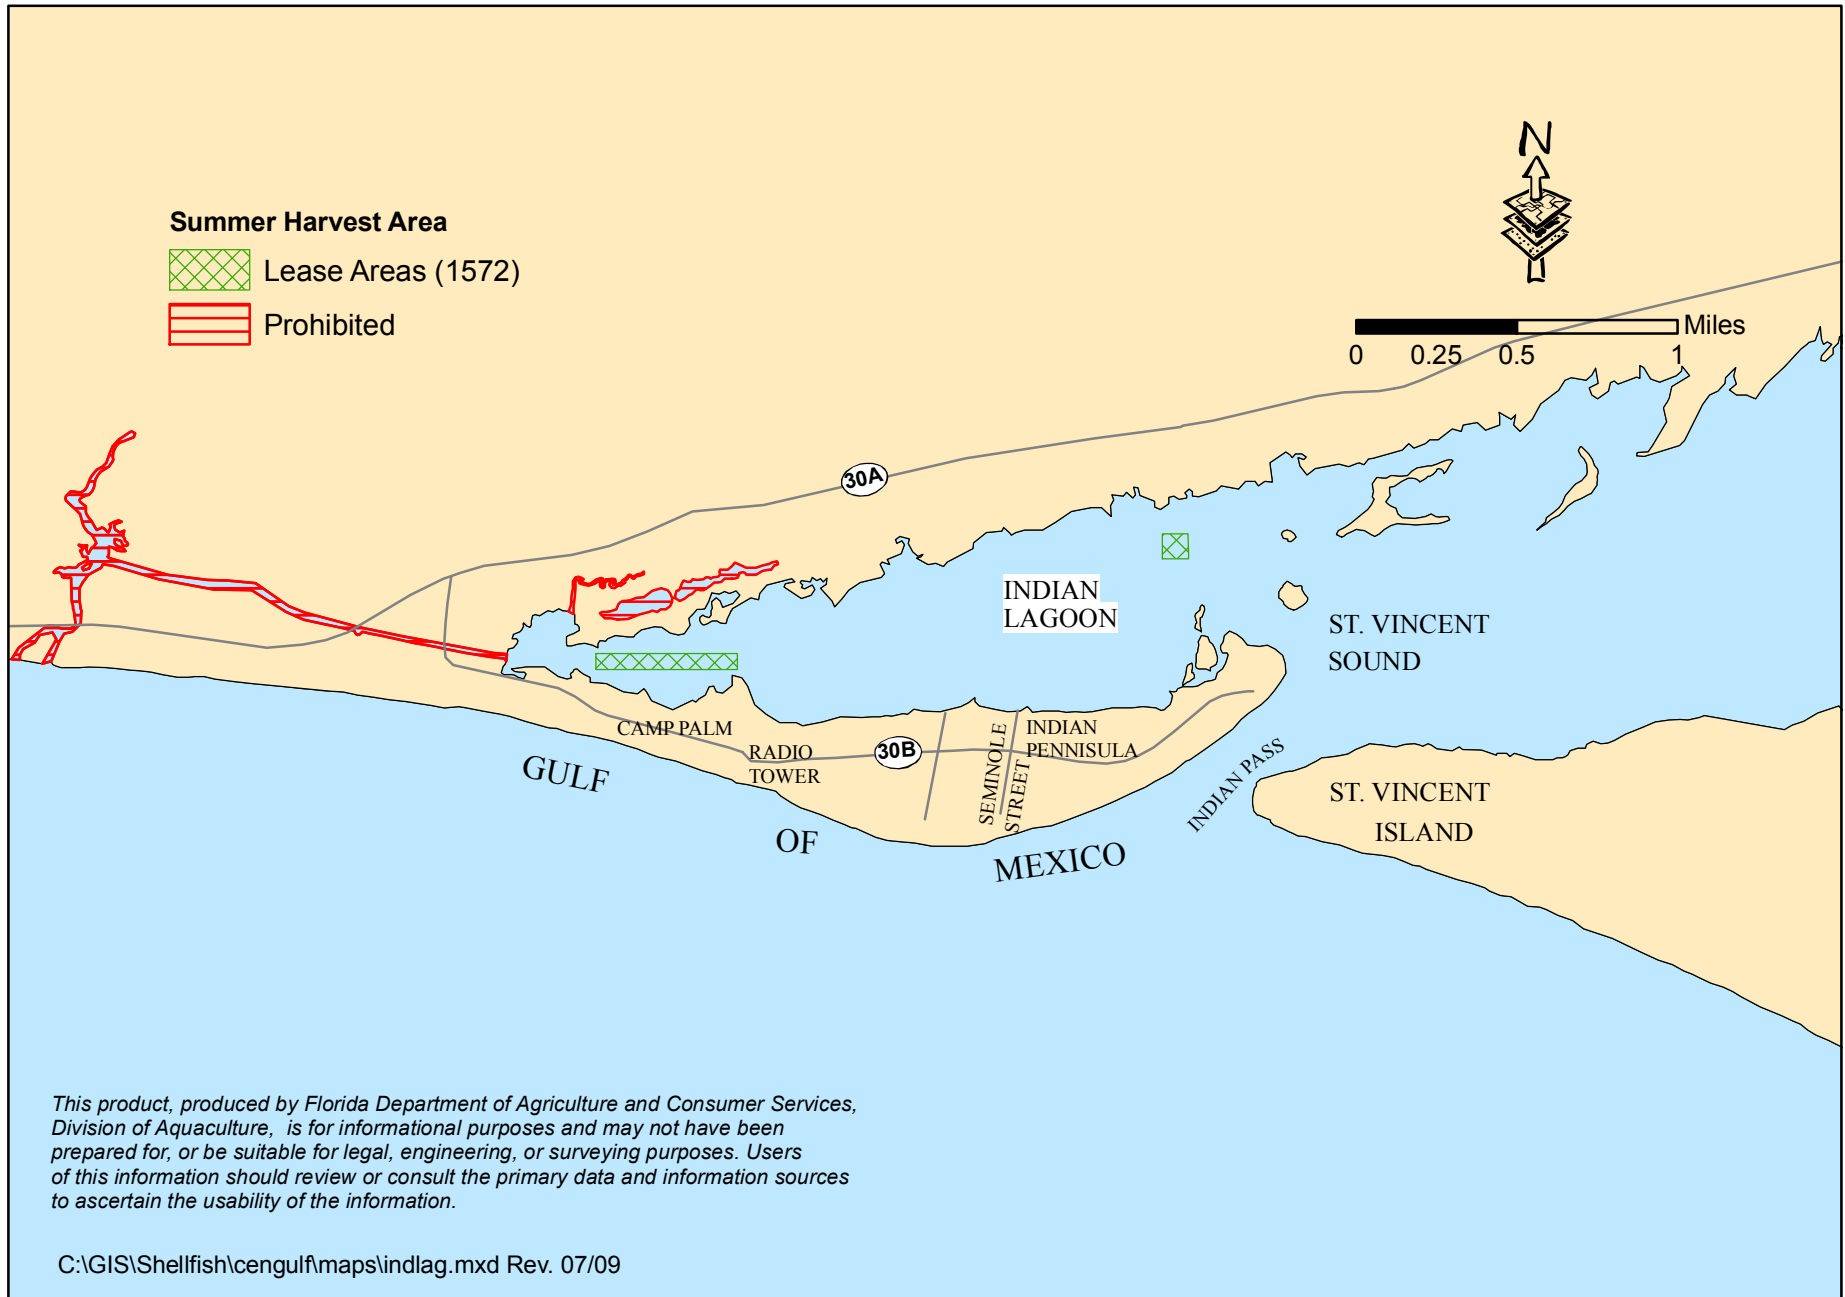 N
Summer Harvest Area
Lease Areas (1572)
Prohibited
Miles
0 0.25 0.5 1
30A
INDIAN
LAGOON
ST. VINCENT
SOUND
CAMP PALM
RADIO
TOWER
30B
SEMINOLE
STREET
INDIAN
PENNISULA
INDIAN PASS
GULF
OF
MEXICO
ST. VINCENT
ISLAND
This product, produced by Florida Department of Agriculture and Consumer Services,
Division of Aquaculture, is for informational purposes and may not have been
prepared for, or be suitable for legal, engineering, or surveying purposes. Users
of this information should review or consult the primary data and information sources
to ascertain the usability of the information.
C:\GIS\Shellfish\cengulf\maps\indlag.mxd Rev. 07/09